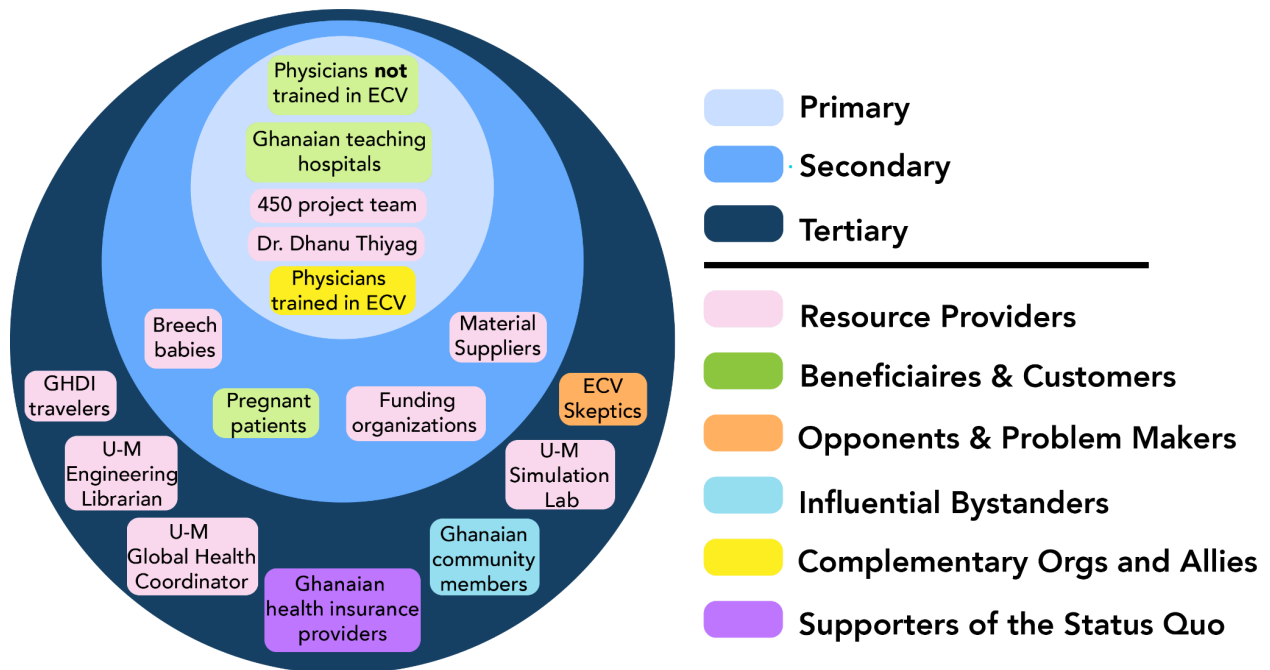 Physicians not
trained in ECV
Ghanaian teaching
hospitals
450 project team
Dr. Dhanu Thiyag
Physicians
trained in ECV
Breech
babies
Material
Suppliers
GHDI
travelers
Pregnant
patients
Funding
organizations
ECV
Skeptics
U-M
Engineering
Librarian
U-M
Simulation
Lab
U-M
Global Health
Coordinator
Ghanaian
community
members
Ghanaian
health insurance
providers
Primary
Secondary
Tertiary
Resource Providers
Beneficiaires & Customers
Opponents & Problem Makers
Influential Bystanders
Complementary Orgs and Allies
Supporters of the Status Quo